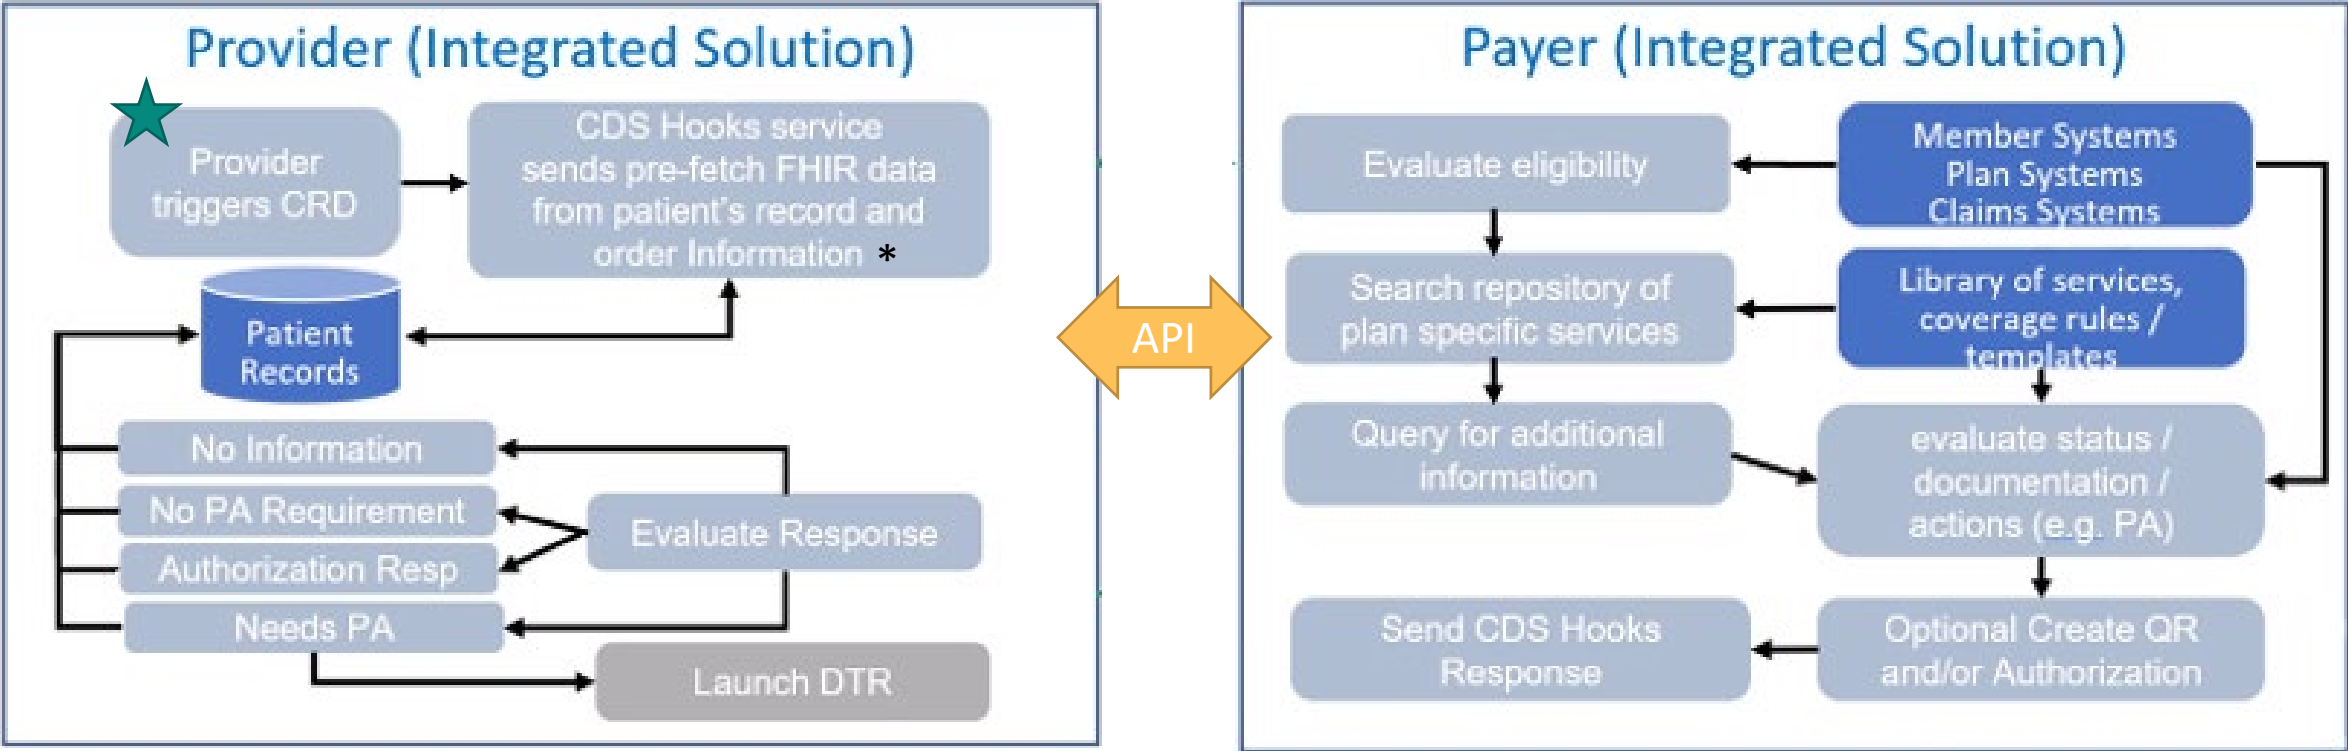 Provider (Integrated Solution)
Provider
triggers CRD
CDS Hooks service
sends pre-fetch FHIR data
from patient's record and
order Information *
Patient
Records
No Information
No PA Requirement
Authorization Resp
Needs PA
Evaluate Response
Launch DTR
API
Payer (Integrated Solution)
Evaluate eligibility
Member Systems
Plan Systems
Claims Systems
Search repository of
plan specific services
Library of services,
coverage rules /
templates
Query for additional
information
evaluate status /
documentation /
actions (e.g. PA)
Send CDS Hooks
Response
Optional Create QR
and/or Authorization